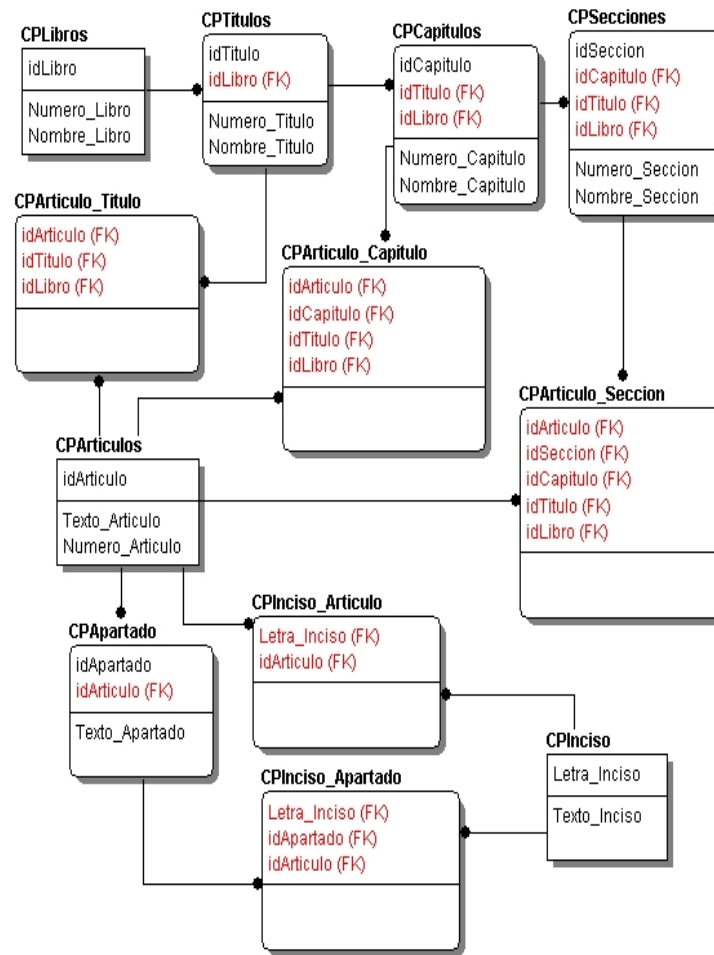 CPLibros
idLibro
Numero_Libro
Nombre_Libro
CPTitulos
idTitulo
idLibro (FK)
Numero_Titulo
Nombre_Titulo
CPCapitulos
idCapitulo
idTitulo (FK)
idLibro (FK)
Numero_Capitulo
Nombre_Capitulo
CPSecciones
idSeccion
idCapitulo (FK)
idTitulo (FK)
idLibro (FK)
Numero_Seccion
Nombre_Seccion
CPArticulo_Titulo
idArticulo (FK)
idTitulo (FK)
idLibro (FK)
CPArticulo_Capitulo
idArticulo (FK)
idCapitulo (FK)
idTitulo (FK)
idLibro (FK)
CPArticulo_Seccion
idArticulo (FK)
idSeccion (FK)
idCapitulo (FK)
idTitulo (FK)
idLibro (FK)
CPArticulos
idArticulo
Texto_Articulo
Numero_Articulo
CPInciso_Articulo
Letra_Inciso (FK)
idArticulo (FK)
CPApartado
idApartado
idArticulo (FK)
Texto_Apartado
CPInciso
Letra_Inciso
Texto_Inciso
CPInciso_Apartado
Letra_Inciso (FK)
idApartado (FK)
idArticulo (FK)